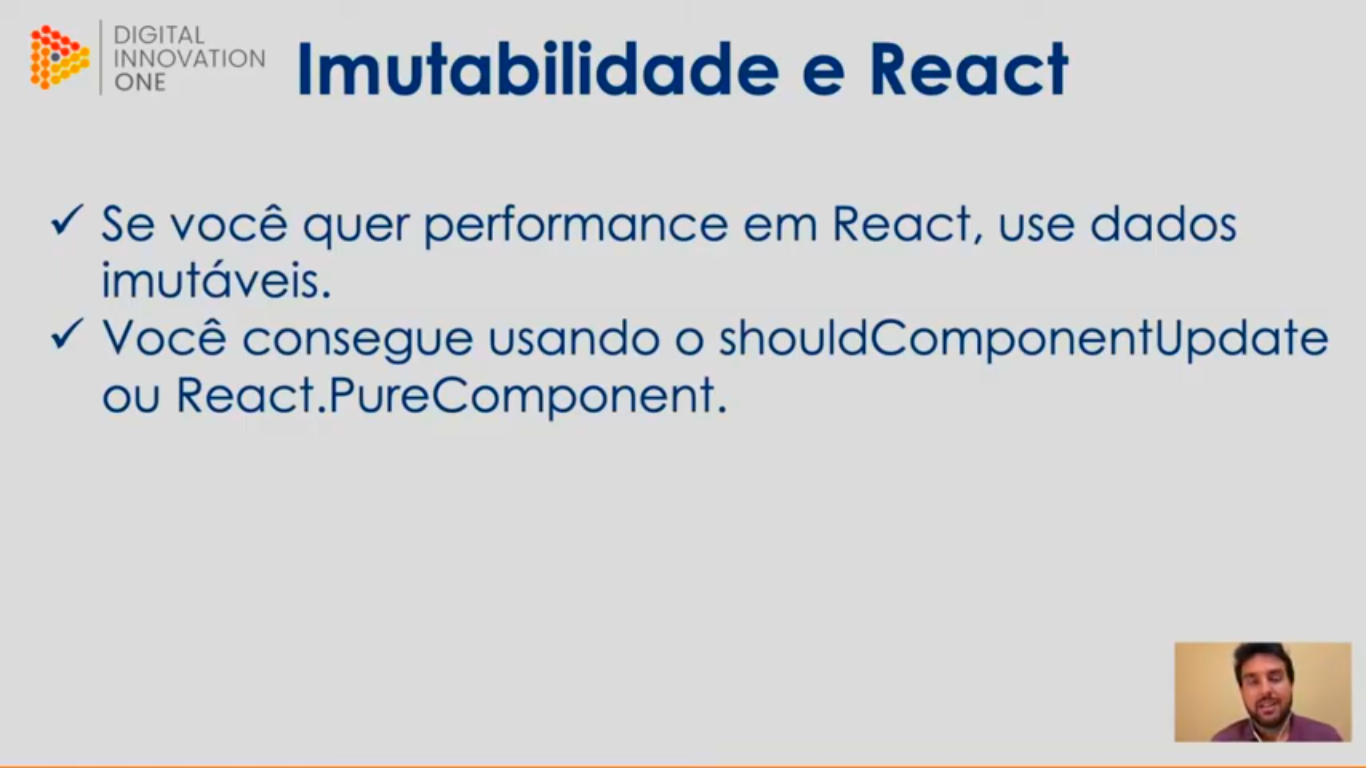 DIGITAL
INNOVATION
ONE
Imutabilidade e React
✓ Se você quer performance em React, use dados
imutáveis.
✓ Você consegue usando o shouldComponentUpdate
ou React.PureComponent.